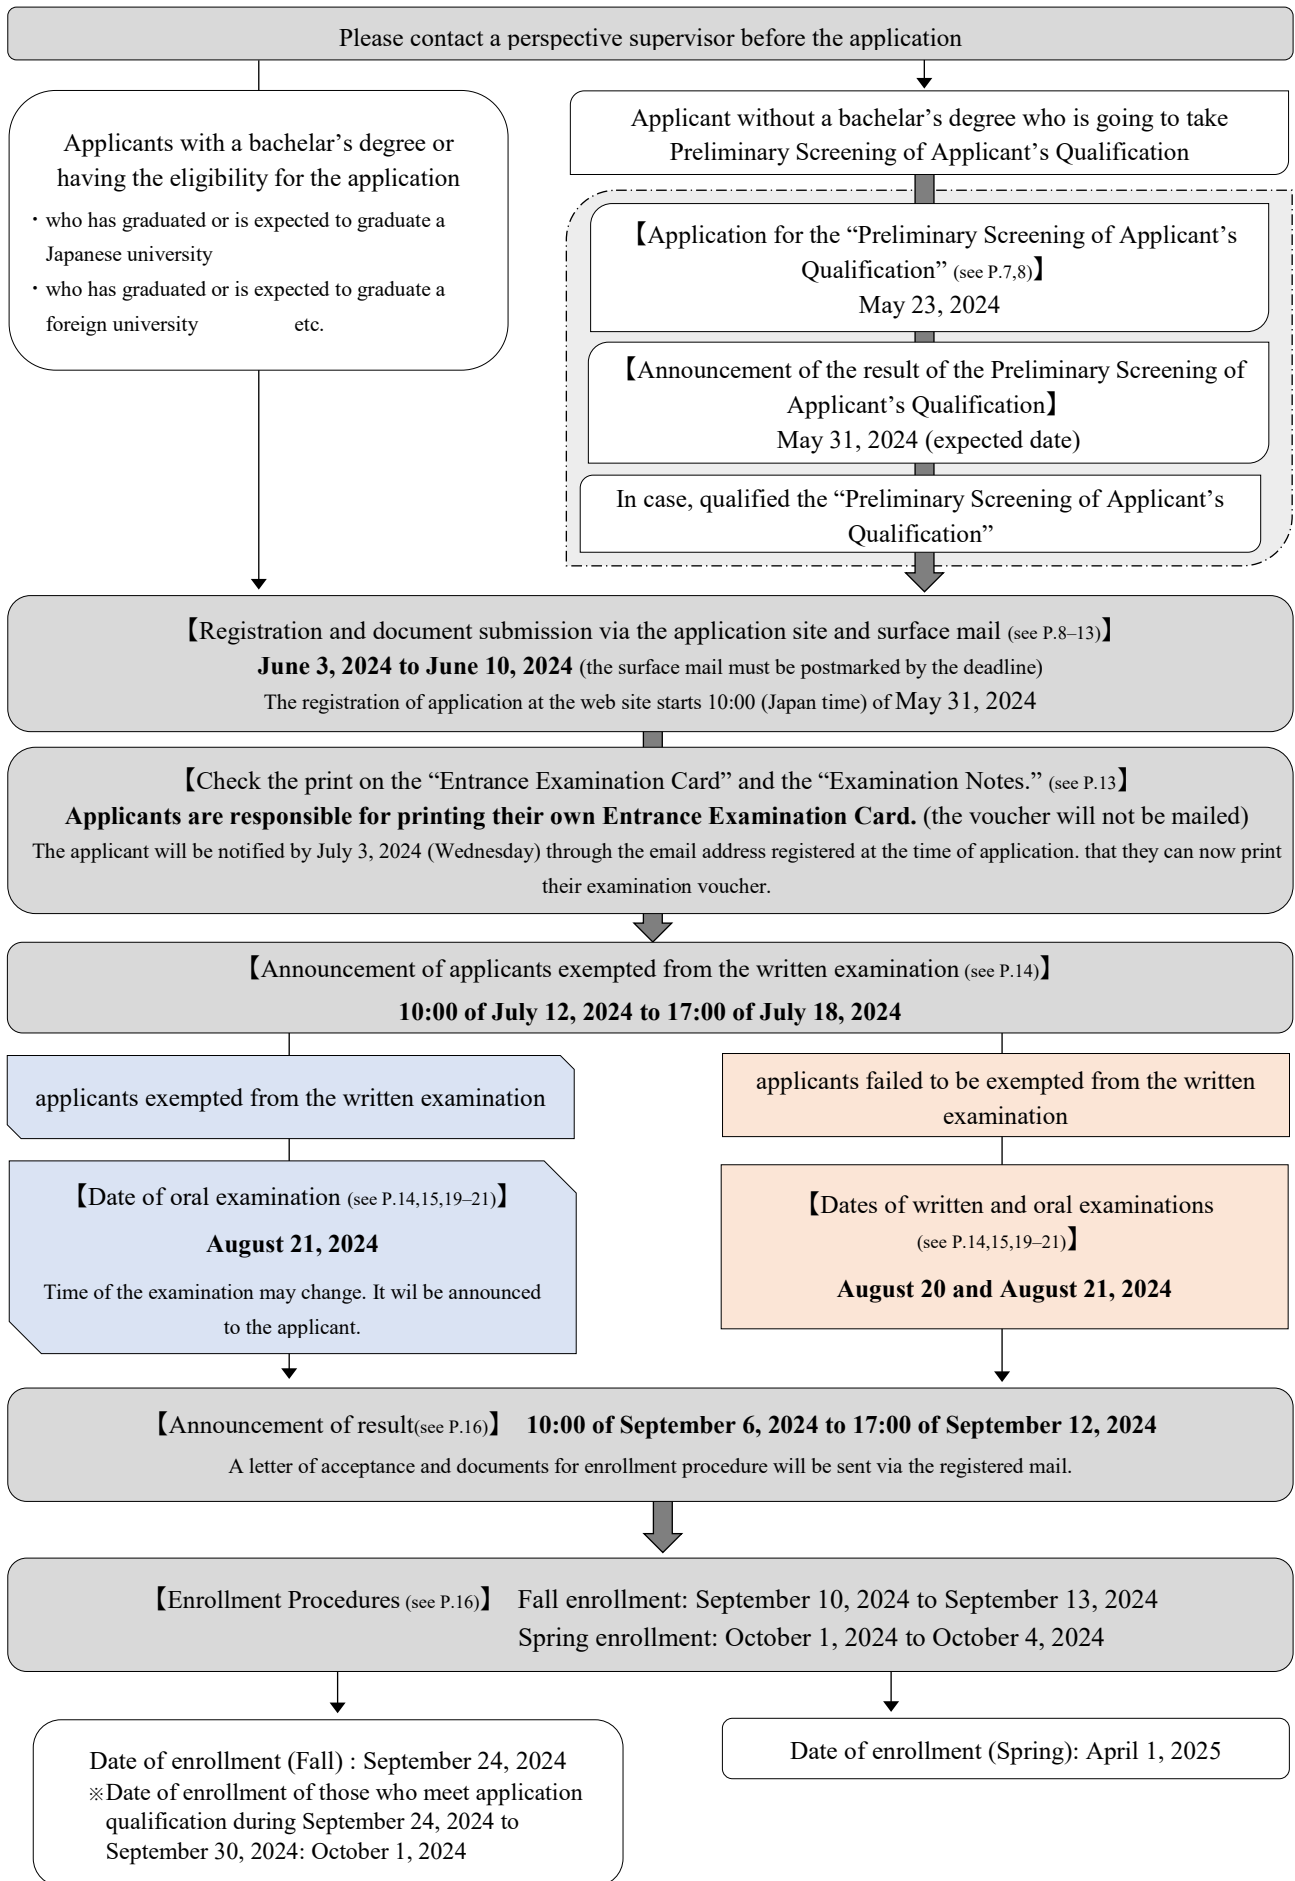 Please contact a perspective supervisor before the application
Applicants with a bachelar’s degree or
having the eligibility for the application
・who has graduated or is expected to graduate a
Japanese university
・who has graduated or is expected to graduate a
foreign university etc.
Applicant without a bachelar’s degree who is going to take
Preliminary Screening of Applicant’s Qualification
【Application for the “Preliminary Screening of Applicant’s
Qualification” (see P.7,8)】
May 23, 2024
【Announcement of the result of the Preliminary Screening of
Applicant’s Qualification】
May 31, 2024 (expected date)
In case, qualified the “Preliminary Screening of Applicant’s
Qualification”
【Registration and document submission via the application site and surface mail (see P.8–13)】
June 3, 2024 to June 10, 2024 (the surface mail must be postmarked by the deadline)
The registration of application at the web site starts 10:00 (Japan time) of May 31, 2024
【Check the print on the “Entrance Examination Card” and the “Examination Notes.” (see P.13】
Applicants are responsible for printing their own Entrance Examination Card. (the voucher will not be mailed)
The applicant will be notified by July 3, 2024 (Wednesday) through the email address registered at the time of application. that they can now print
their examination voucher.
【Announcement of applicants exempted from the written examination (see P.14)】
10:00 of July 12, 2024 to 17:00 of July 18, 2024
applicants exempted from the written examination
【Date of oral examination (see P.14,15,19–21)】
August 21, 2024
Time of the examination may change. It wil be announced
to the applicant.
applicants failed to be exempted from the written
examination
【Dates of written and oral examinations
(see P.14,15,19–21)】
August 20 and August 21, 2024
【Announcement of result(see P.16)】 10:00 of September 6, 2024 to 17:00 of September 12, 2024
A letter of acceptance and documents for enrollment procedure will be sent via the registered mail.
【Enrollment Procedures (see P.16)】 Fall enrollment: September 10, 2024 to September 13, 2024
Spring enrollment: October 1, 2024 to October 4, 2024
Date of enrollment (Fall) : September 24, 2024
※Date of enrollment of those who meet application
qualification during September 24, 2024 to
September 30, 2024: October 1, 2024
Date of enrollment (Spring): April 1, 2025